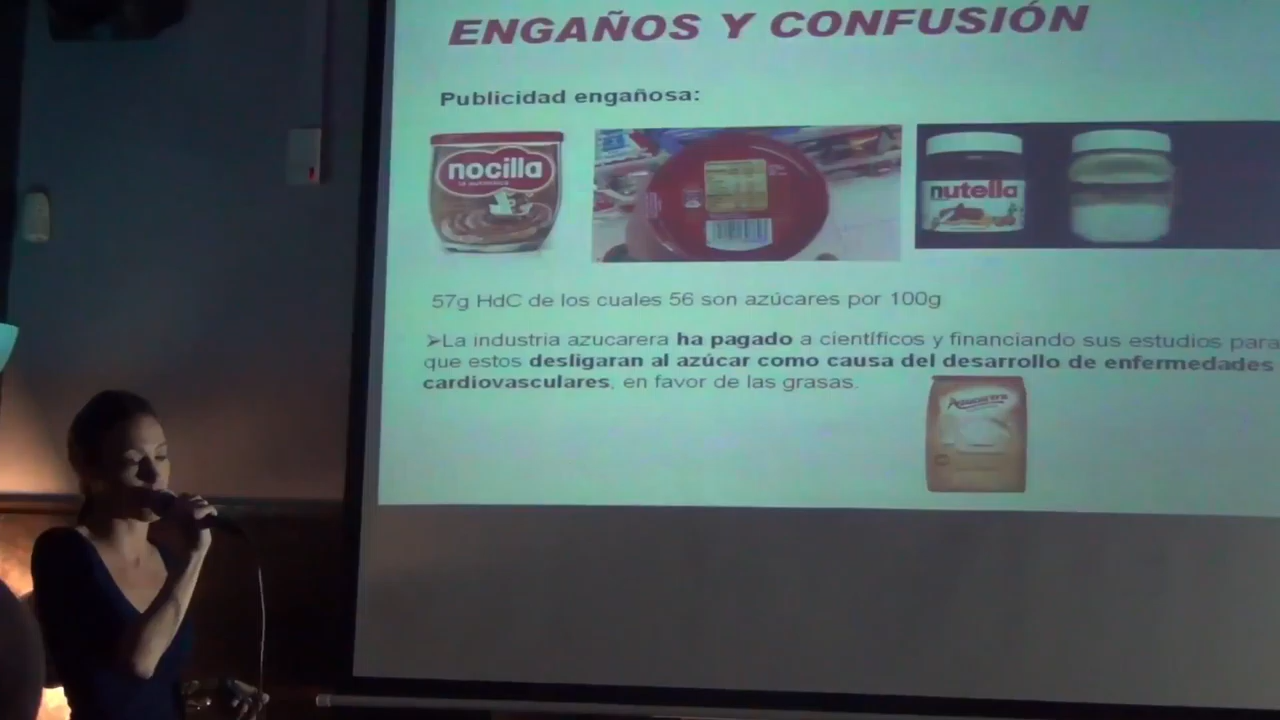 ENGAÑOS Y CONFUSIÓN
Publicidad engañosa:
nocilla
nutella
57g HdC de los cuales 56 son azúcares por 100g
➢La industria azucarera ha pagado a científicos y financiando sus estudios para
que estos desligaran al azúcar como causa del desarrollo de enfermedades
cardiovasculares, en favor de las grasas.
Azucarera